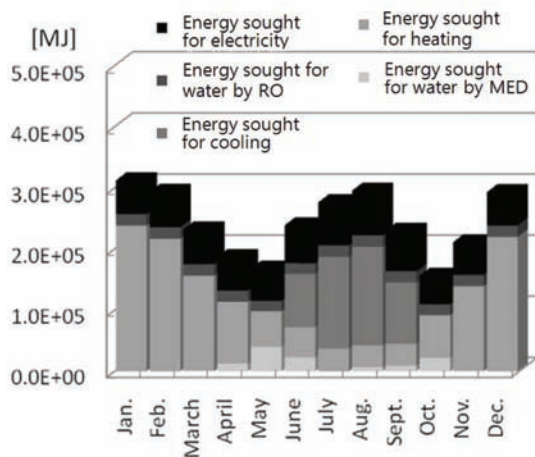 [MJ]
Energy sought
for electricity
Energy sought
for heating
Energy sought for
water by RO
Energy sought
for water by MED
Energy sought
for cooling
5.0E+05
4.0E+05
3.0E+05
2.0E+05
1.0E+05
0.0E+00
Jan.
Feb.
March
April
May
June
July
Aug.
Sept.
Oct.
Nov.
Dec.